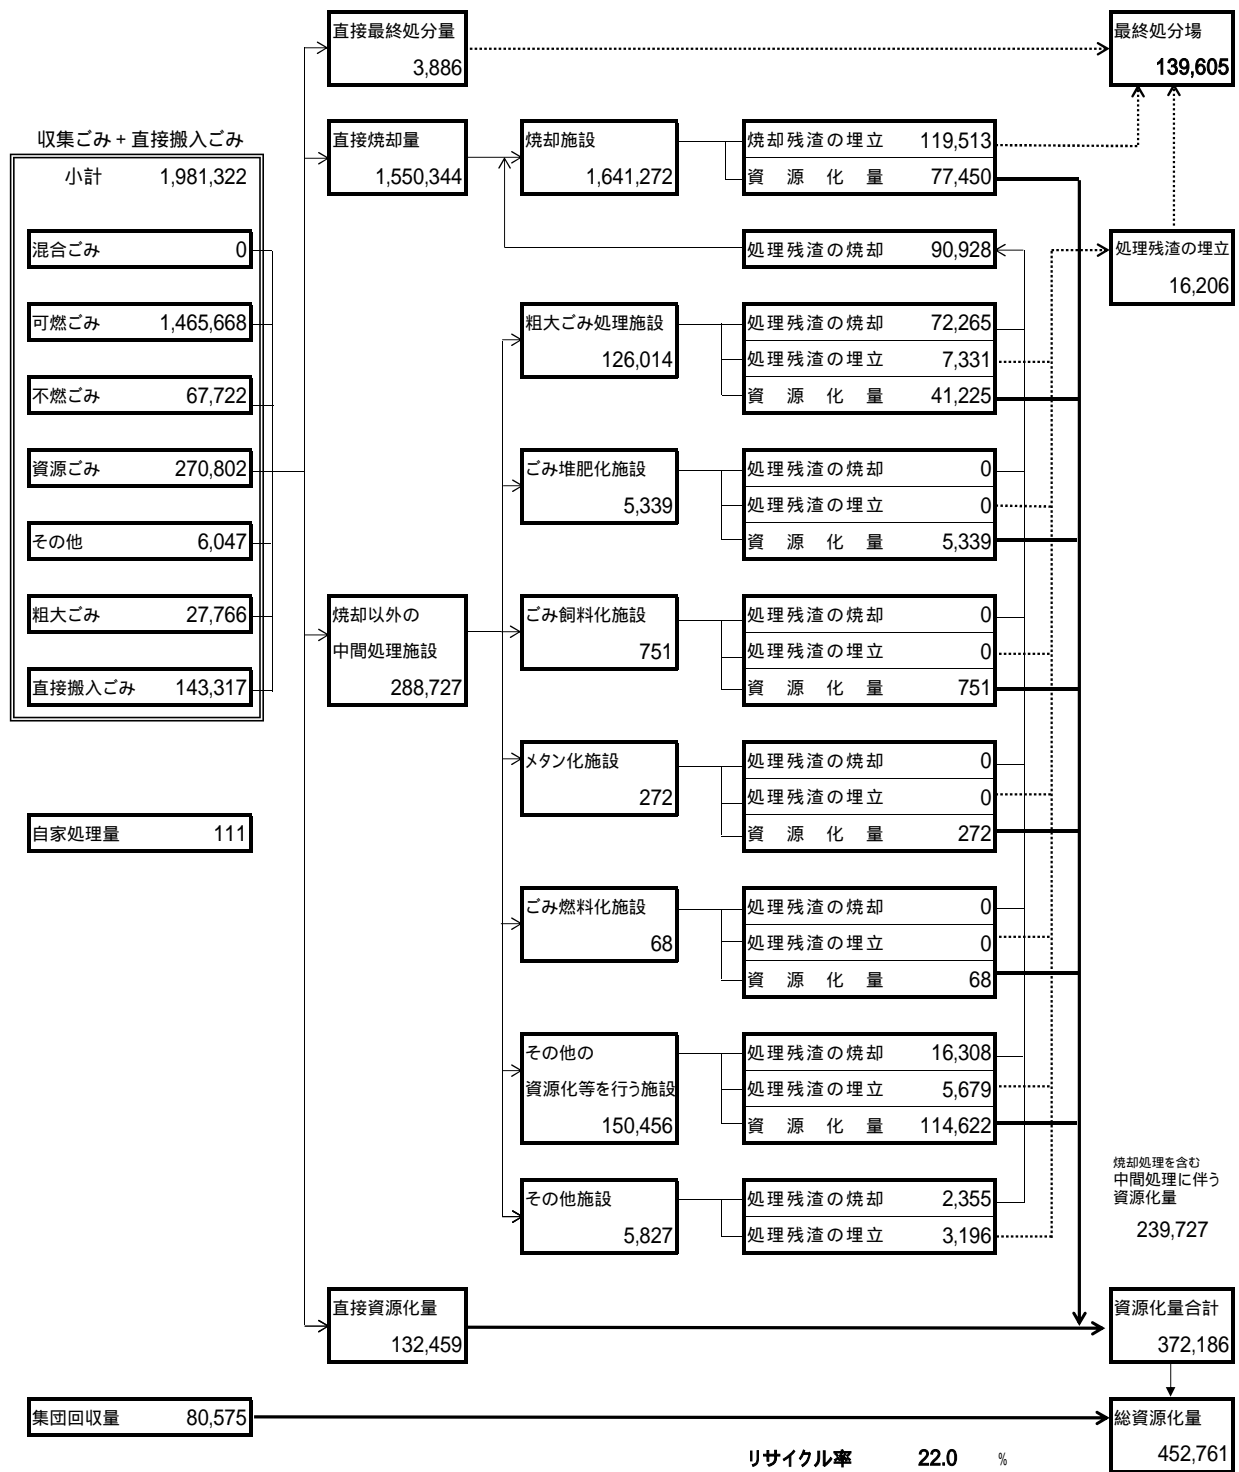 直接最終処分量
3,886
最終処分場
139,605
収集ごみ + 直接搬入ごみ
小計 1,981,322
混合ごみ 0
可燃ごみ 1,465,668
不燃ごみ 67,722
資源ごみ 270,802
その他 6,047
粗大ごみ 27,766
直接搬入ごみ 143,317
自家処理量 111
直接焼却量
1,550,344
焼却施設
1,641,272
焼却残渣の埋立 119,513
資源化量 77,450
処理残渣の焼却 90,928
処理残渣の埋立
16,206
焼却以外の
中間処理施設
288,727
粗大ごみ処理施設
126,014
処理残渣の焼却 72,265
処理残渣の埋立 7,331
資源化量 41,225
ごみ堆肥化施設
5,339
処理残渣の焼却 0
処理残渣の埋立 0
資源化量 5,339
ごみ飼料化施設
751
処理残渣の焼却 0
処理残渣の埋立 0
資源化量 751
メタン化施設
272
処理残渣の焼却 0
処理残渣の埋立 0
資源化量 272
ごみ燃料化施設
68
処理残渣の焼却 0
処理残渣の埋立 0
資源化量 68
その他の
資源化等を行う施設
150,456
処理残渣の焼却 16,308
処理残渣の埋立 5,679
資源化量 114,622
その他施設
5,827
処理残渣の焼却 2,355
処理残渣の埋立 3,196
焼却処理を含む
中間処理に伴う
資源化量
239,727
直接資源化量
132,459
資源化量合計
372,186
集団回収量 80,575
総資源化量
452,761
リサイクル率 22.0 %